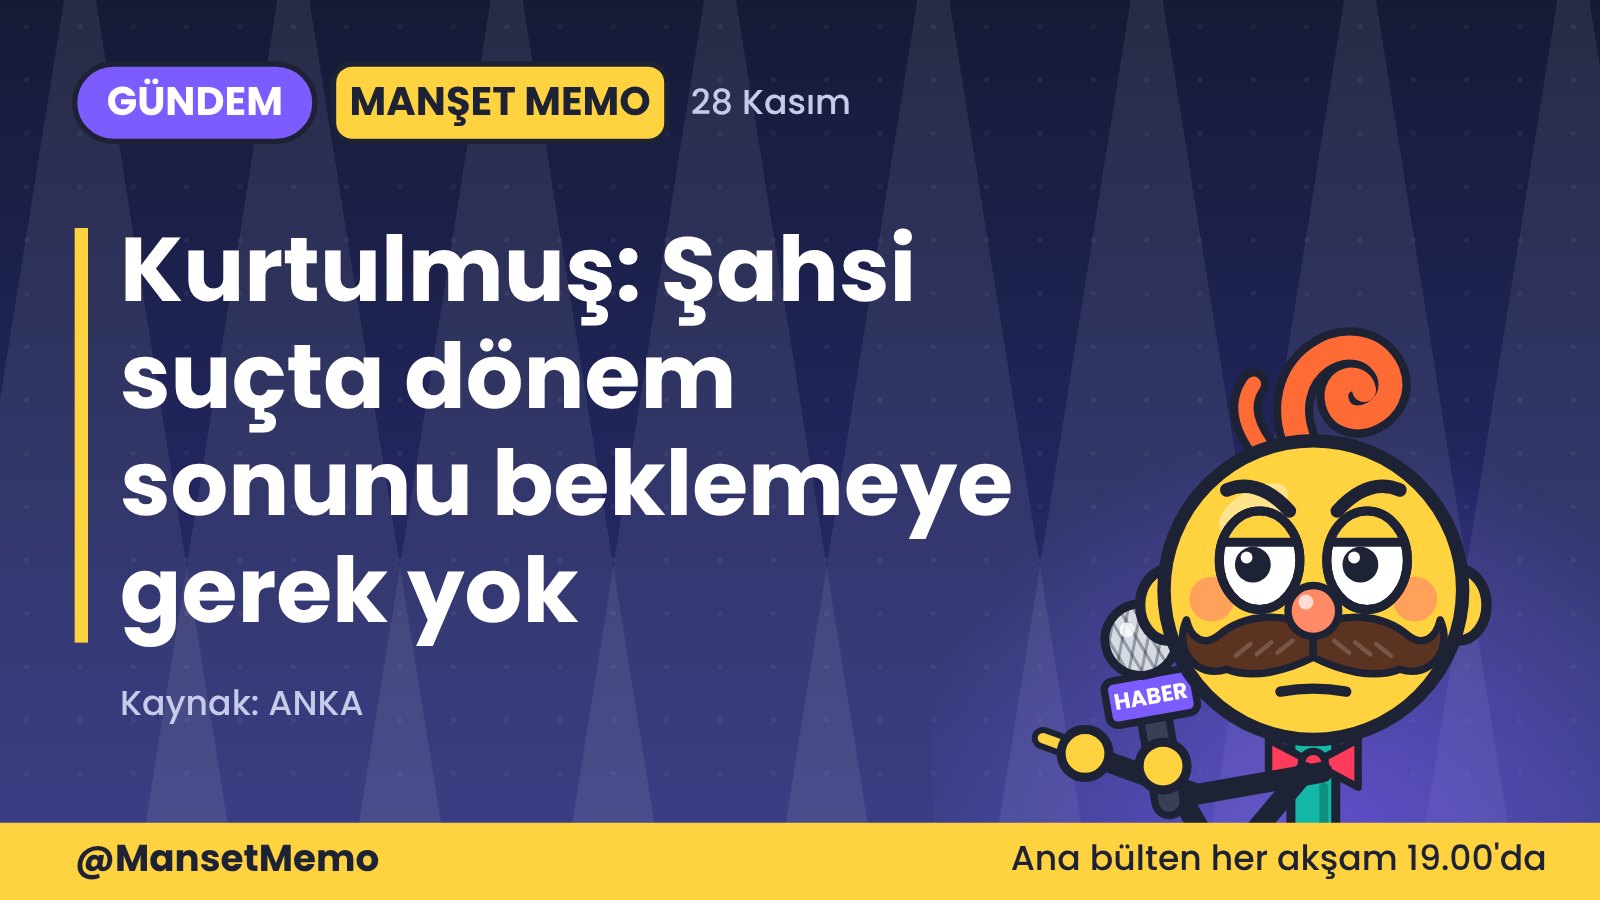 GÜNDEM MANŞET MEMO 28 Kasım
Kurtulmuş: Şahsi
suçta dönem
sonunu beklemeye
gerek yok
Kaynak: ANKA
HABER
@MansetMemo
Ana bülten her akşam 19.00'da